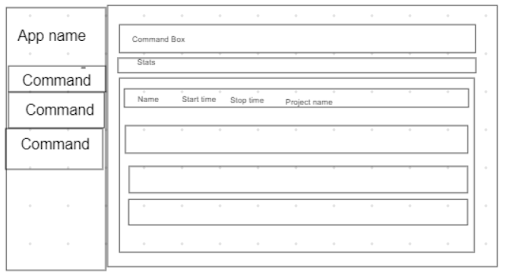 App name
Command
Command
Command
Command Box
Stats
Name Start time Stop time Project name